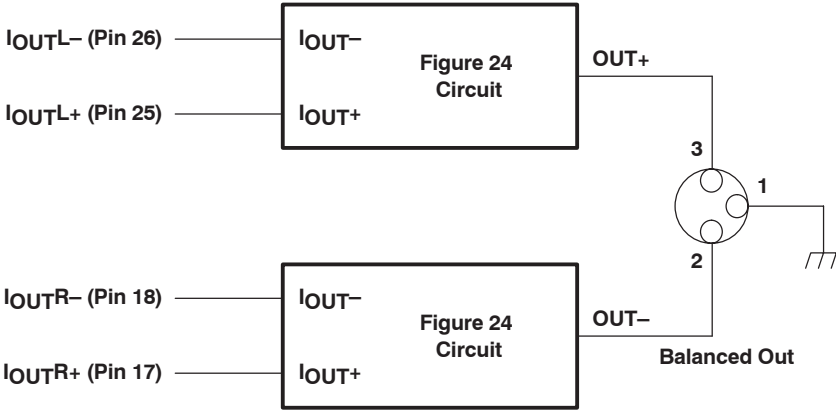 IOUTL– (Pin 26)
IOUT–
Figure 24
Circuit
OUT+
IOUTL+ (Pin 25)
IOUT+
3
1
2
IOUTR– (Pin 18)
IOUT–
Figure 24
Circuit
OUT–
Balanced Out
IOUTR+ (Pin 17)
IOUT+